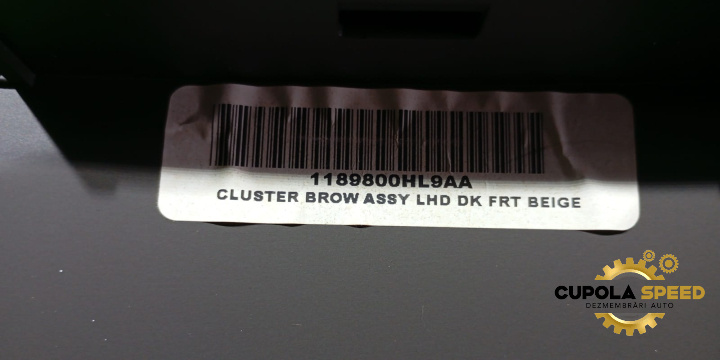 1189800HL9AA
CLUSTER BROW ASSY LHD DK FRT BEIGE
CUPOLA SPEED
DEZMEMBRĂRI AUTO